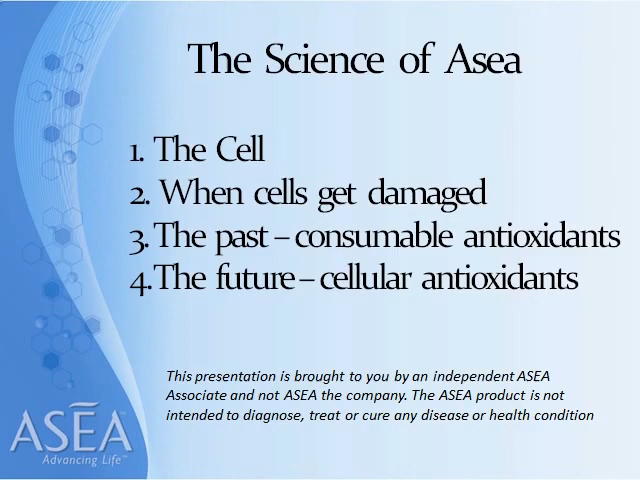 The Science of Asea
1. The Cell
2. When cells get damaged
3. The past – consumable antioxidants
4. The future – cellular antioxidants
This presentation is brought to you by an independent ASEA
Associate and not ASEA the company. The ASEA product is not
intended to diagnose, treat or cure any disease or health condition
ASEA™
Advancing Life™